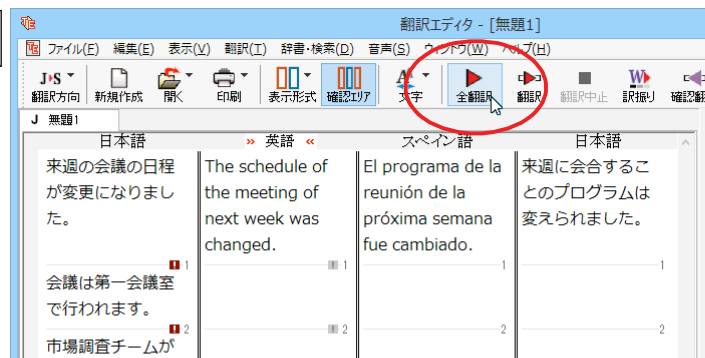 翻訳エディタ - [無題1]
ファイル(F) 編集(E) 表示(V) 翻訳(T) 辞書・検索(D) 音声(S) ウィンドウ(W) ヘルプ(H)
J▸S
翻訳方向 新規作成 開く 印刷 表示形式 確認エリア 文字 全翻訳 翻訳 翻訳中止 訳振り
J 無題1
日本語 » 英語 « スペイン語 日本語
来週の会議の日程 The schedule of El programa de la 来週に会合するこ
が変更になりまし the meeting of reunión de la とのプログラムは
た。 next week was próxima semana 変えられました。
changed. fue cambiado.
1 1 1 1
会議は第一会議室
で行われます。
2 2 2 2
市場調査チームが